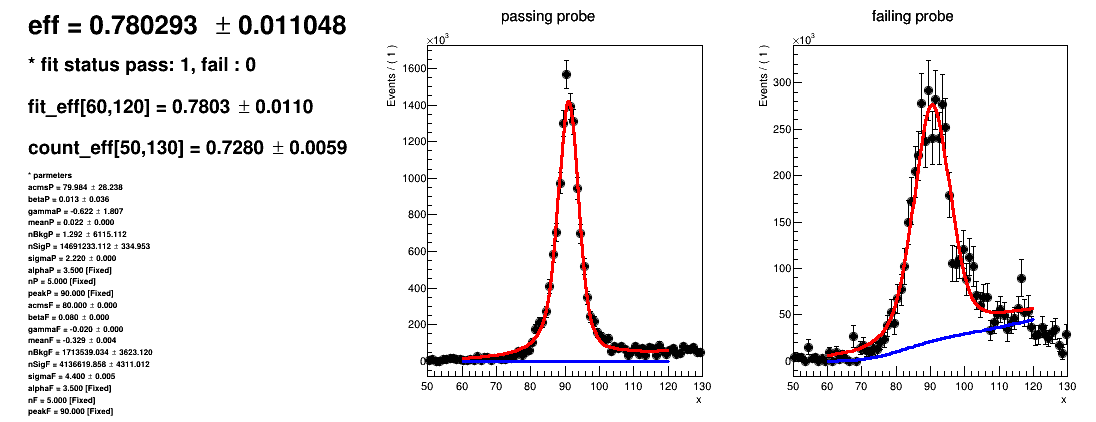 eff = 0.780293 ± 0.011048
* fit status pass: 1, fail : 0
fit_eff[60,120] = 0.7803 ± 0.0110
count_eff[50,130] = 0.7280 ± 0.0059
* parmeters
acmsP = 79.984 ± 28.238
betaP = 0.013 ± 0.036
gammaP = -0.622 ± 1.807
meanP = 0.022 ± 0.000
nBkgP = 1.292 ± 6115.112
nSigP = 14691233.112 ± 334.953
sigmaP = 2.220 ± 0.000
alphaP = 3.500 [Fixed]
nP = 5.000 [Fixed]
peakP = 90.000 [Fixed]
acmsF = 80.000 ± 0.000
betaF = 0.080 ± 0.000
gammaF = -0.020 ± 0.000
meanF = -0.329 ± 0.004
nBkgF = 1713539.034 ± 3623.120
nSigF = 4136619.858 ± 4311.012
sigmaF = 4.400 ± 0.005
alphaF = 3.500 [Fixed]
nF = 5.000 [Fixed]
peakF = 90.000 [Fixed]
passing probe
×10³
Events / ( 1 )
1600
1400
1200
1000
800
600
400
200
0
50 60 70 80 90 100 110 120 130
x
failing probe
×10³
Events / ( 1 )
300
250
200
150
100
50
0
50 60 70 80 90 100 110 120 130
x